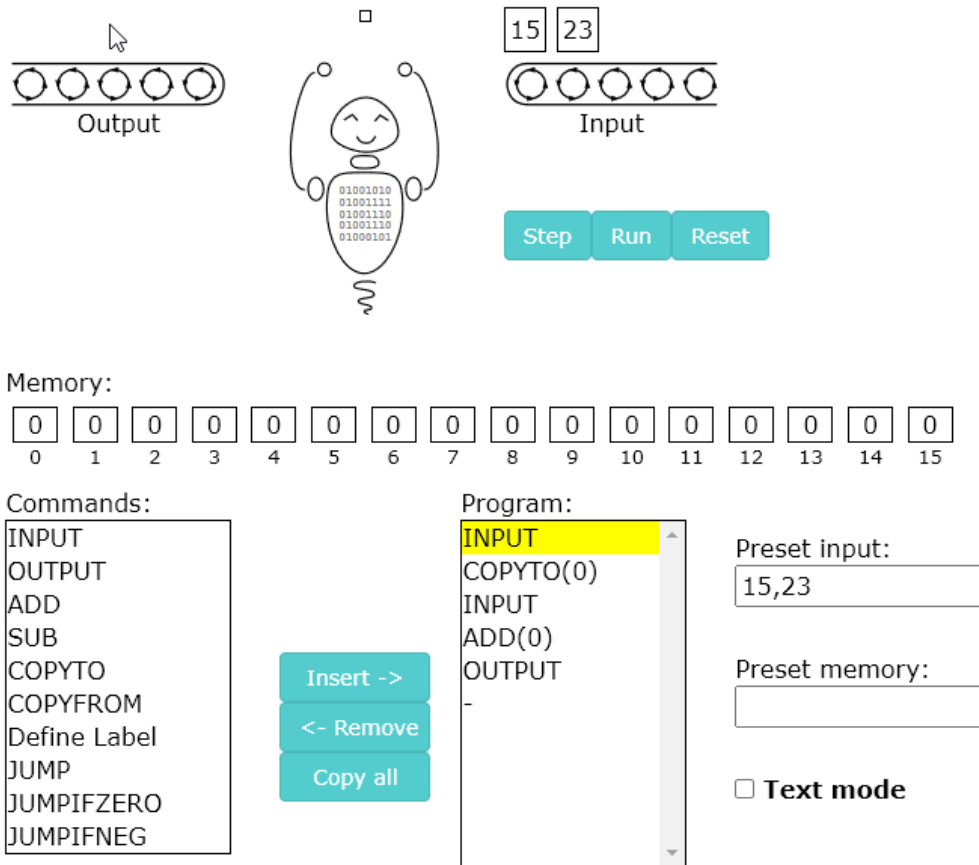 15 23
Output
Input
01001010
01001111
01001110
01001110
01000101
Step Run Reset
Memory:
0 0 0 0 0 0 0 0 0 0 0 0 0 0 0 0
0 1 2 3 4 5 6 7 8 9 10 11 12 13 14 15
Commands:
INPUT
OUTPUT
ADD
SUB
COPYTO
COPYFROM
Define Label
JUMP
JUMPIFZERO
JUMPIFNEG
Insert ->
<- Remove
Copy all
Program:
INPUT
COPYTO(0)
INPUT
ADD(0)
OUTPUT
-
Preset input:
15,23
Preset memory:
Text mode